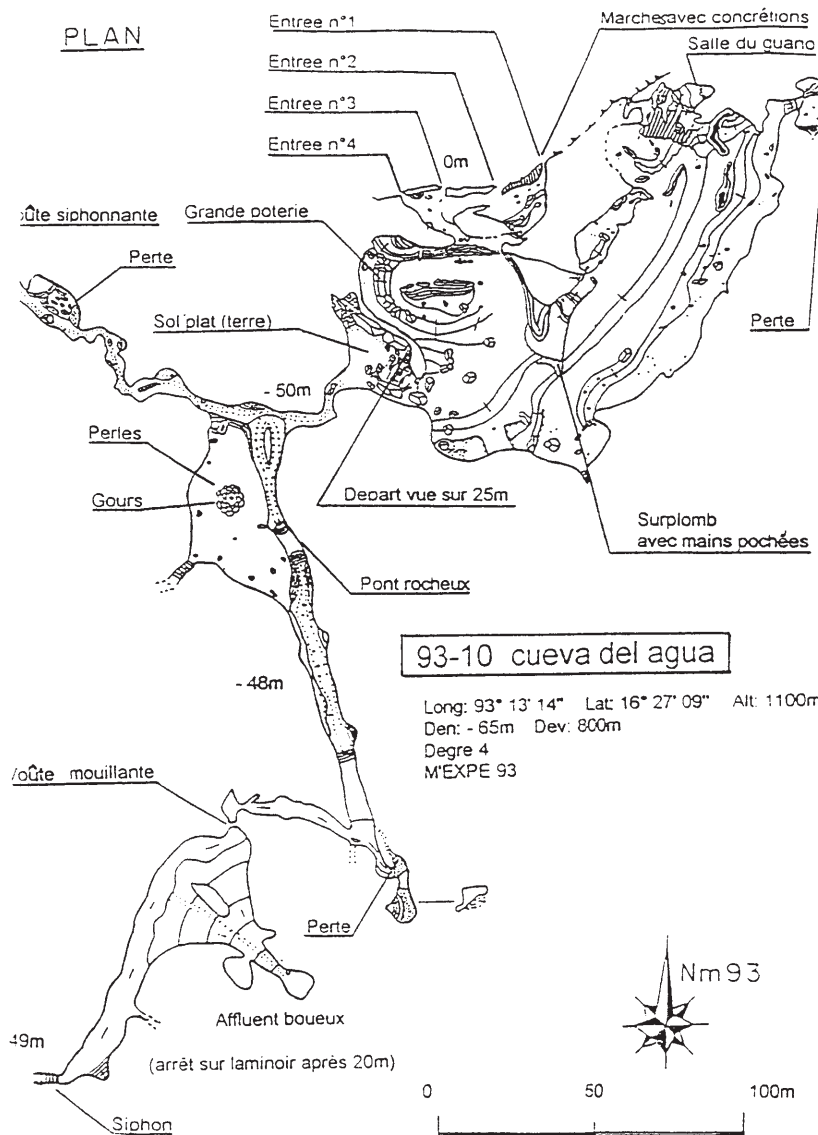 PLAN
Entree n°1
Marches avec concrétions
Salle du guano
Entree n°2
Entree n°3
Entree n°4
0m
oûte siphonnante
Grande poterie
Perte
Perte
Sol plat (terre)
- 50m
Perles
Gours
Depart vue sur 25m
Surplomb
avec mains pochées
Pont rocheux
93-10 cueva del agua
- 48m
Long: 93° 13' 14" Lat: 16° 27' 09" Alt: 1100m
Den: - 65m Dev: 800m
Degre 4
M'EXPE 93
oûte mouillante
Perte
Nm93
Affluent boueux
49m
(arrêt sur laminoir après 20m)
Siphon
0 50 100m